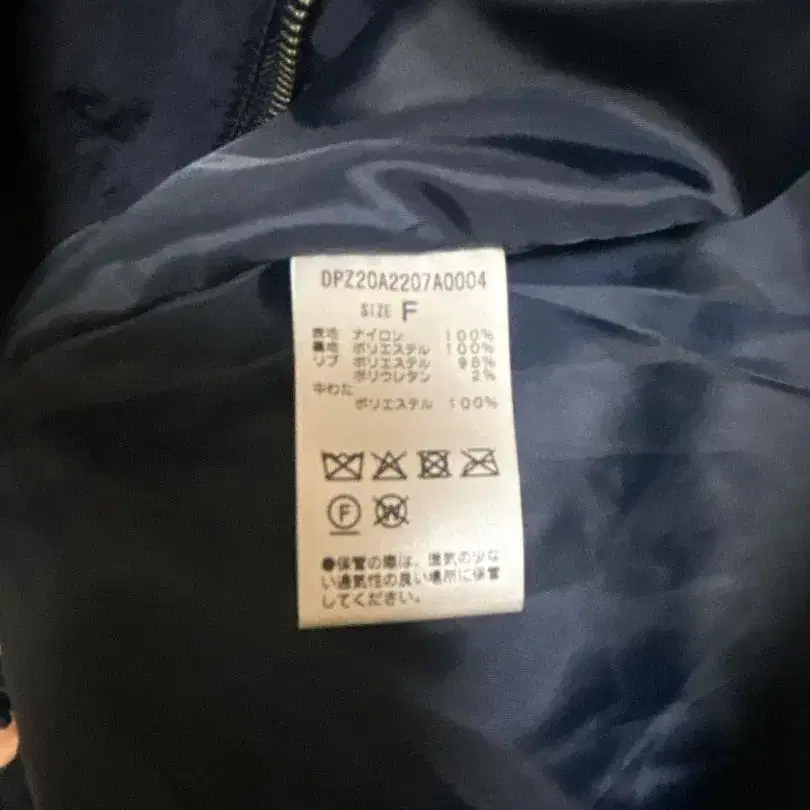 DPZ20A2207A0004
SIZE F
表地 ナイロン 100%
裏地 ポリエステル 100%
リブ ポリエステル 98%
ポリウレタン 2%
中わた
ポリエステル 100%
F W
●保管の際は、湿気の少な
い通気性の良い場所に保管
してください。